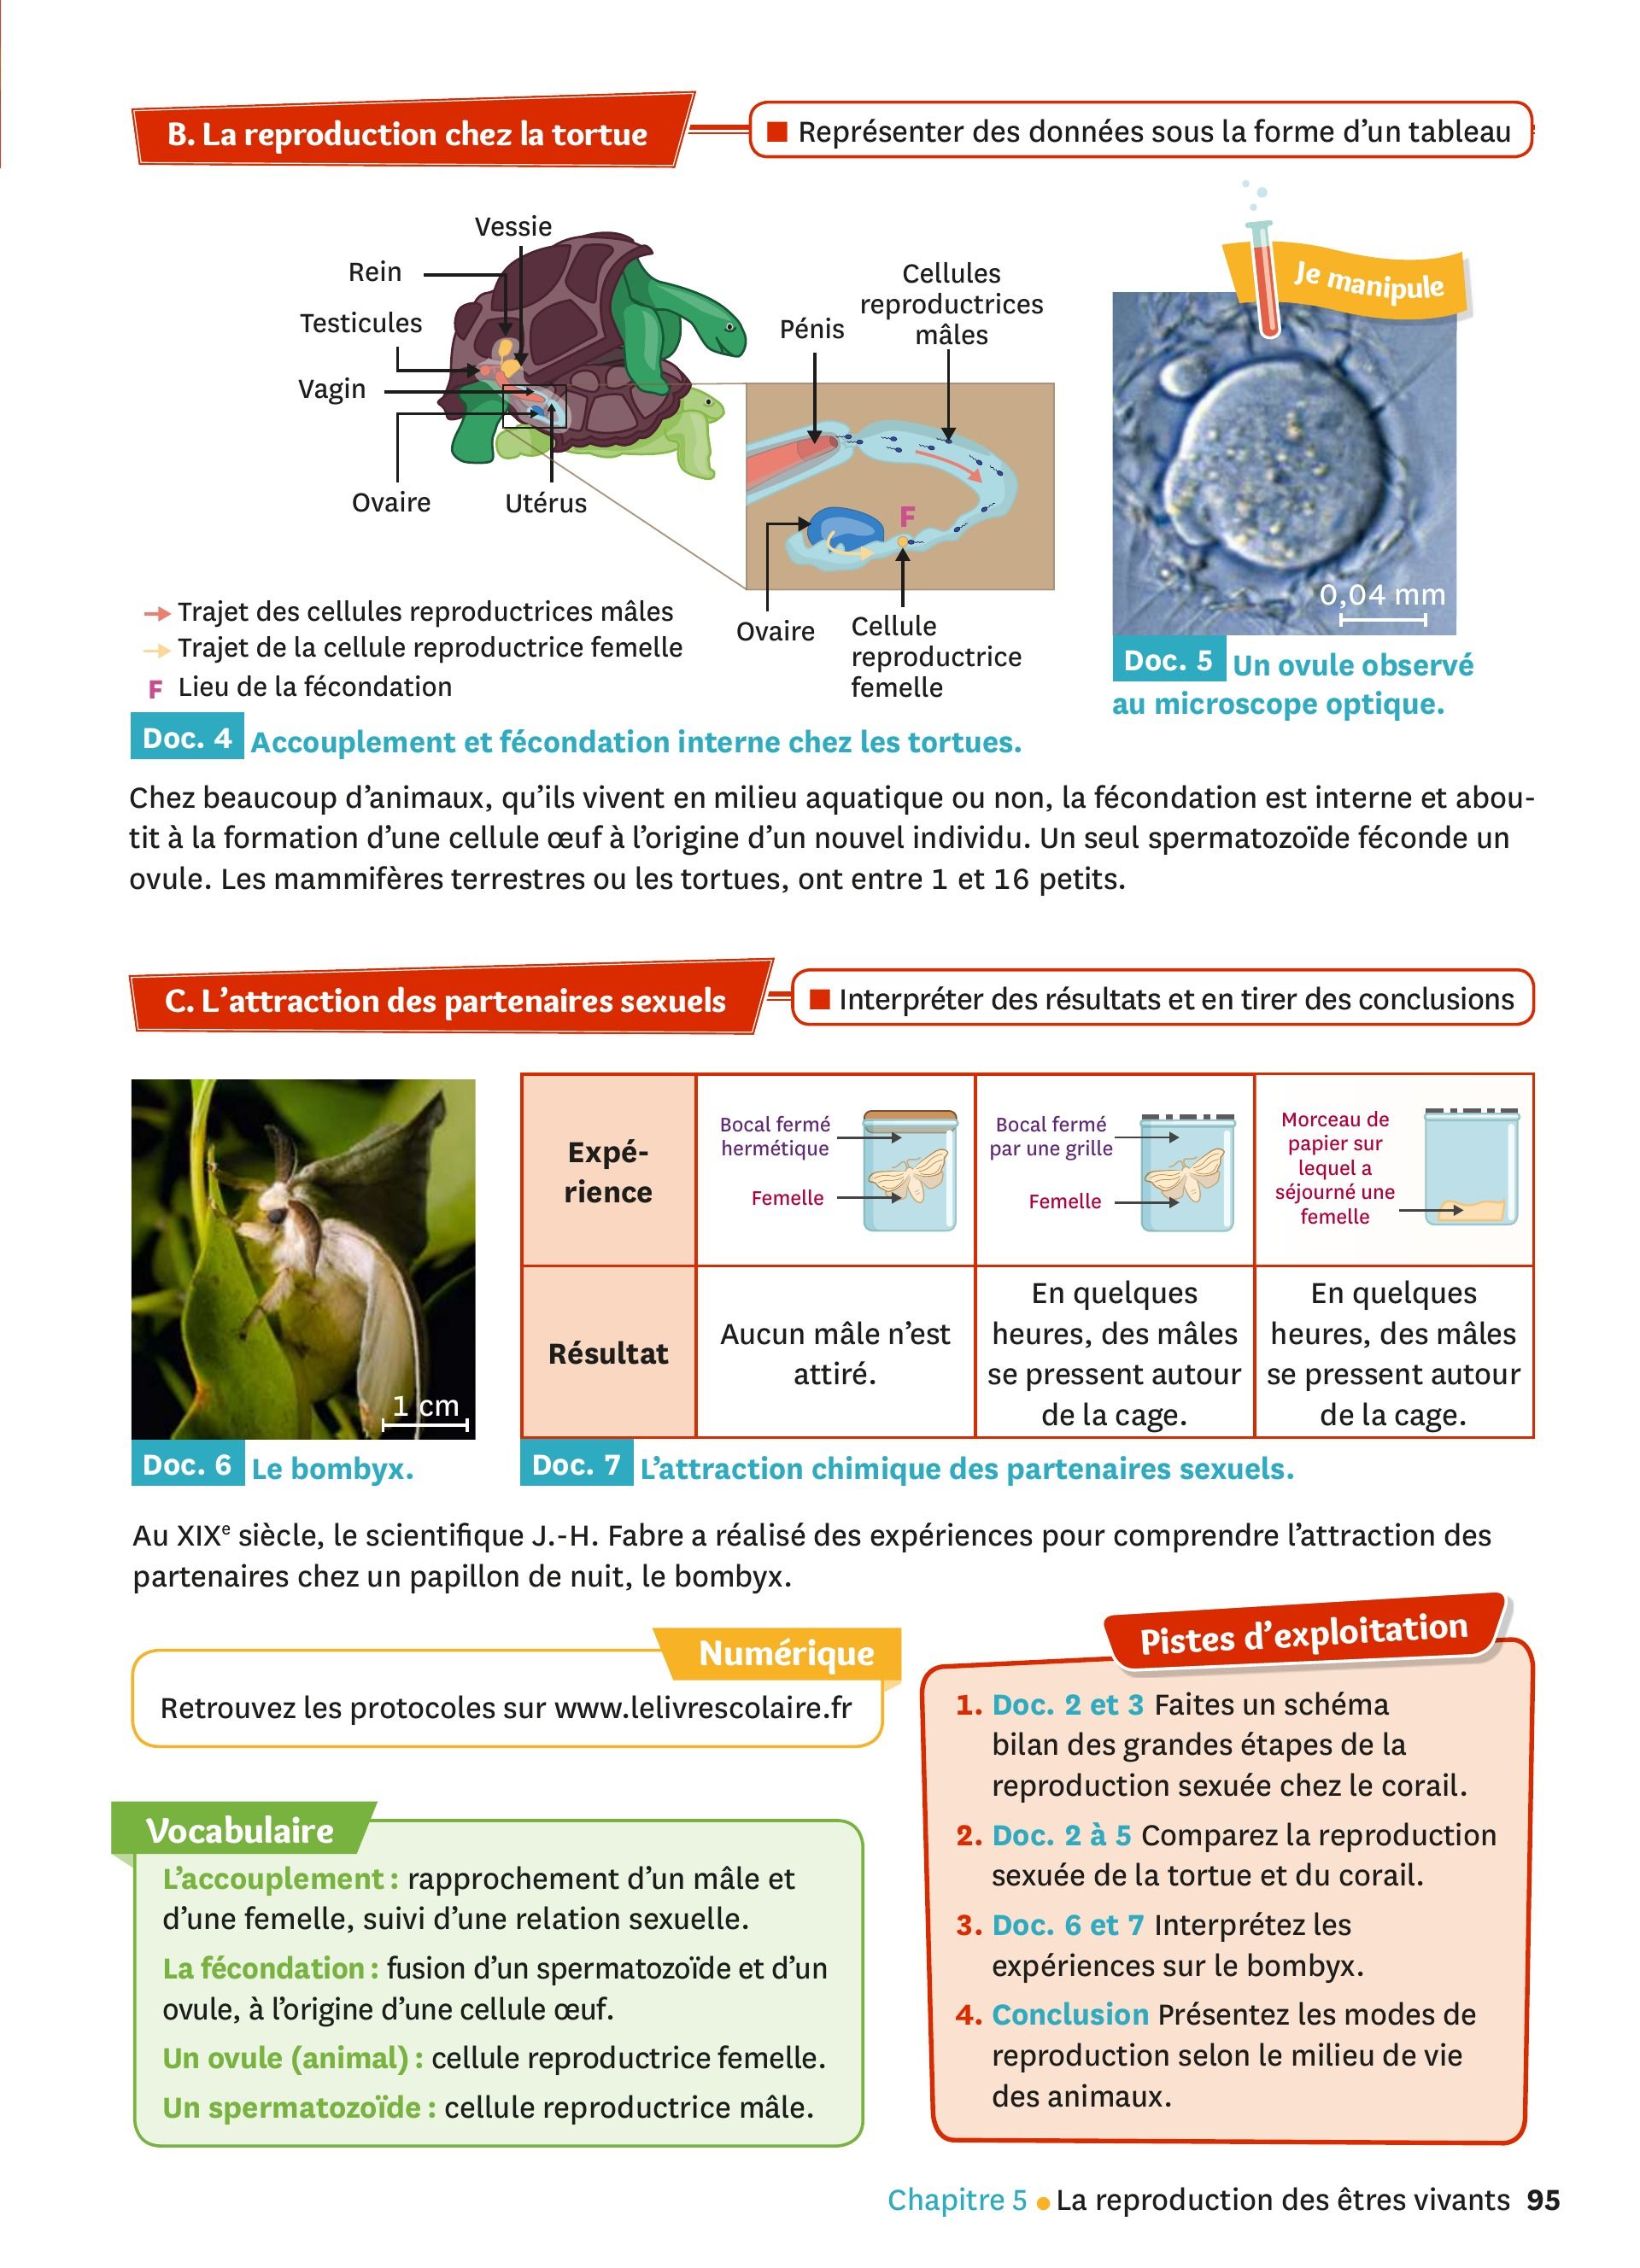 B. La reproduction chez la tortue
■ Représenter des données sous la forme d’un tableau
Vessie
Rein
Testicules
Vagin
Ovaire
Utérus
Pénis
Cellules
reproductrices
mâles
F
Ovaire
Cellule
reproductrice
femelle
Trajet des cellules reproductrices mâles
Trajet de la cellule reproductrice femelle
F Lieu de la fécondation
Doc. 4 Accouplement et fécondation interne chez les tortues.
Je manipule
0,04 mm
Doc. 5 Un ovule observé
au microscope optique.
Chez beaucoup d’animaux, qu’ils vivent en milieu aquatique ou non, la fécondation est interne et abou-
tit à la formation d’une cellule œuf à l’origine d’un nouvel individu. Un seul spermatozoïde féconde un
ovule. Les mammifères terrestres ou les tortues, ont entre 1 et 16 petits.
C. L’attraction des partenaires sexuels
■ Interpréter des résultats et en tirer des conclusions
1 cm
Doc. 6 Le bombyx.
Expé-
rience
Bocal fermé
hermétique
Femelle
Bocal fermé
par une grille
Femelle
Morceau de
papier sur
lequel a
séjourné une
femelle
Résultat
Aucun mâle n’est
attiré.
En quelques
heures, des mâles
se pressent autour
de la cage.
En quelques
heures, des mâles
se pressent autour
de la cage.
Doc. 7 L’attraction chimique des partenaires sexuels.
Au XIXe siècle, le scientifique J.-H. Fabre a réalisé des expériences pour comprendre l’attraction des
partenaires chez un papillon de nuit, le bombyx.
Numérique
Retrouvez les protocoles sur www.lelivrescolaire.fr
Vocabulaire
L’accouplement : rapprochement d’un mâle et
d’une femelle, suivi d’une relation sexuelle.
La fécondation : fusion d’un spermatozoïde et d’un
ovule, à l’origine d’une cellule œuf.
Un ovule (animal) : cellule reproductrice femelle.
Un spermatozoïde : cellule reproductrice mâle.
Pistes d’exploitation
1. Doc. 2 et 3 Faites un schéma
bilan des grandes étapes de la
reproduction sexuée chez le corail.
2. Doc. 2 à 5 Comparez la reproduction
sexuée de la tortue et du corail.
3. Doc. 6 et 7 Interprétez les
expériences sur le bombyx.
4. Conclusion Présentez les modes de
reproduction selon le milieu de vie
des animaux.
Chapitre 5 • La reproduction des êtres vivants 95